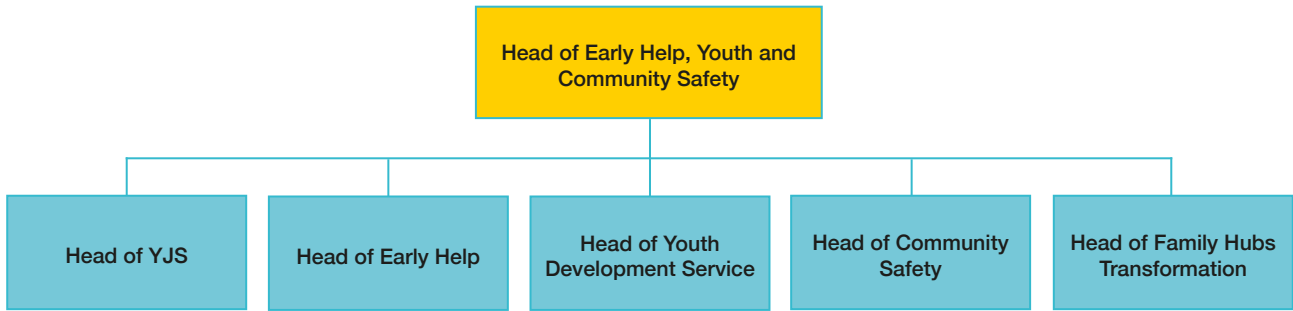 Head of Early Help, Youth and
Community Safety
Head of YJS
Head of Early Help
Head of Youth
Development Service
Head of Community
Safety
Head of Family Hubs
Transformation